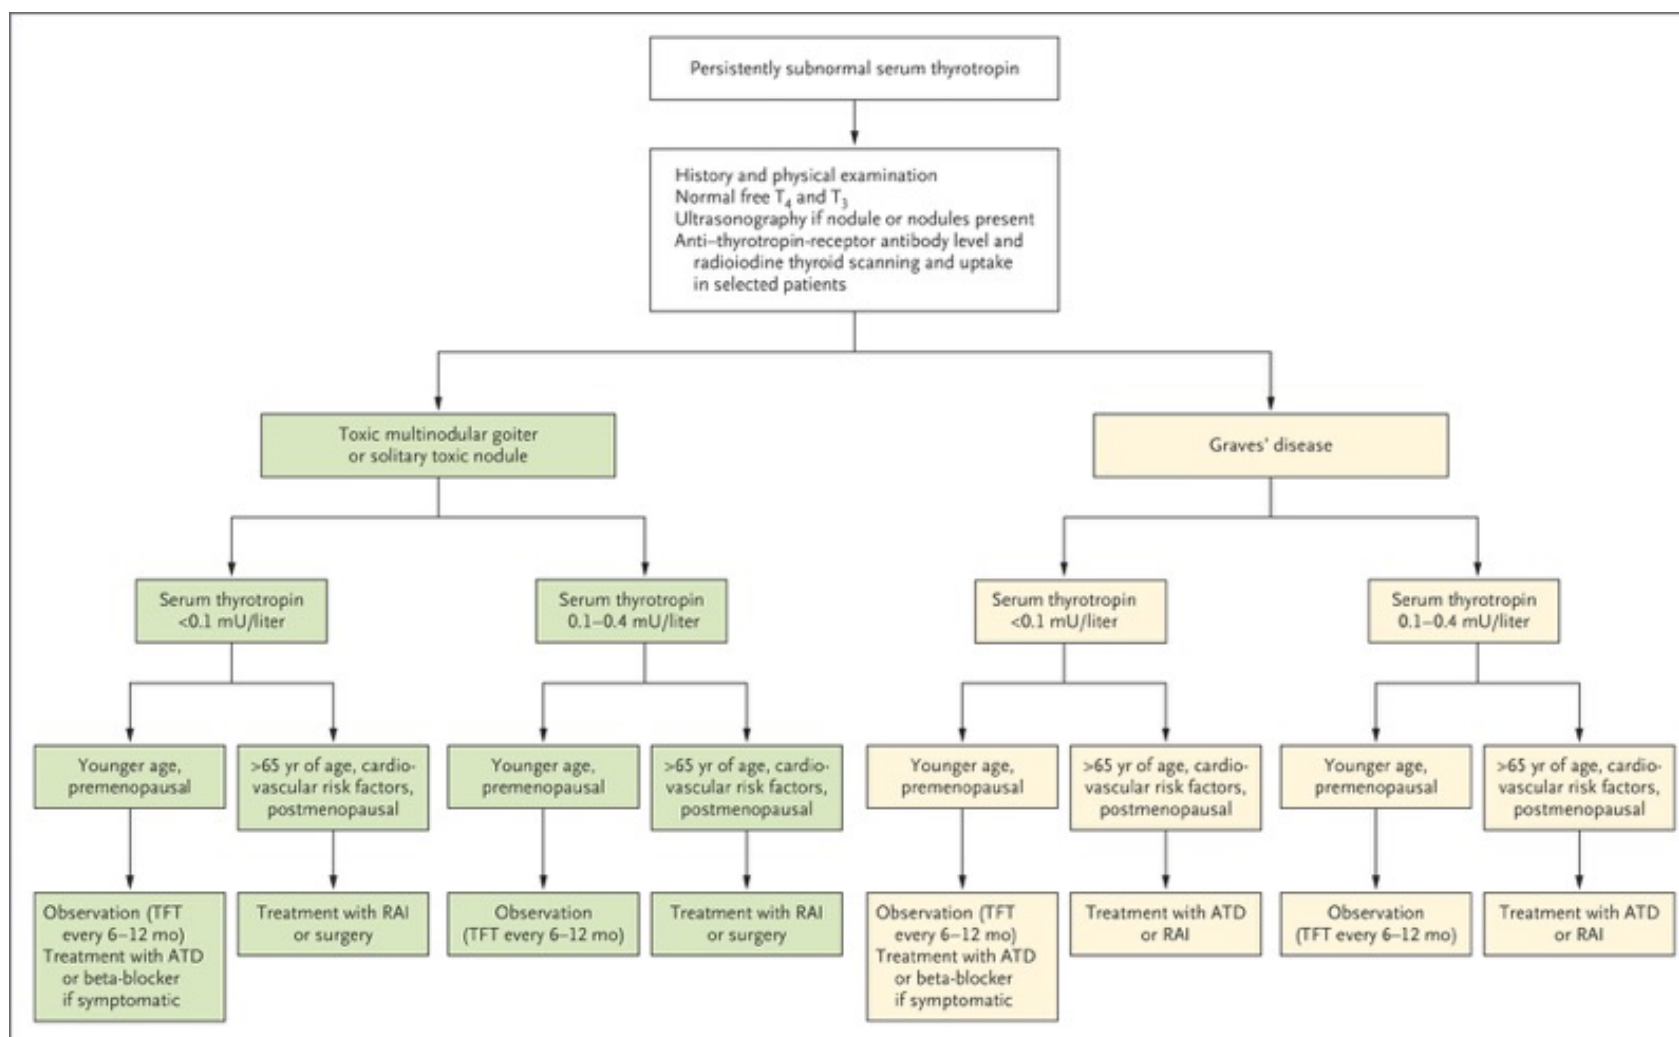 Persistently subnormal serum thyrotropin
History and physical examination
Normal free T4 and T3
Ultrasonography if nodule or nodules present
Anti–thyrotropin-receptor antibody level and
radioiodine thyroid scanning and uptake
in selected patients
Toxic multinodular goiter
or solitary toxic nodule
Graves’ disease
Serum thyrotropin
<0.1 mU/liter
Serum thyrotropin
0.1–0.4 mU/liter
Serum thyrotropin
<0.1 mU/liter
Serum thyrotropin
0.1–0.4 mU/liter
Younger age,
premenopausal
>65 yr of age, cardio-
vascular risk factors,
postmenopausal
Younger age,
premenopausal
>65 yr of age, cardio-
vascular risk factors,
postmenopausal
Younger age,
premenopausal
>65 yr of age, cardio-
vascular risk factors,
postmenopausal
Younger age,
premenopausal
>65 yr of age, cardio-
vascular risk factors,
postmenopausal
Observation (TFT
every 6–12 mo)
Treatment with ATD
or beta-blocker
if symptomatic
Treatment with RAI
or surgery
Observation
(TFT every 6–12 mo)
Treatment with RAI
or surgery
Observation (TFT
every 6–12 mo)
Treatment with ATD
or beta-blocker
if symptomatic
Treatment with ATD
or RAI
Observation
(TFT every 6–12 mo)
Treatment with ATD
or RAI